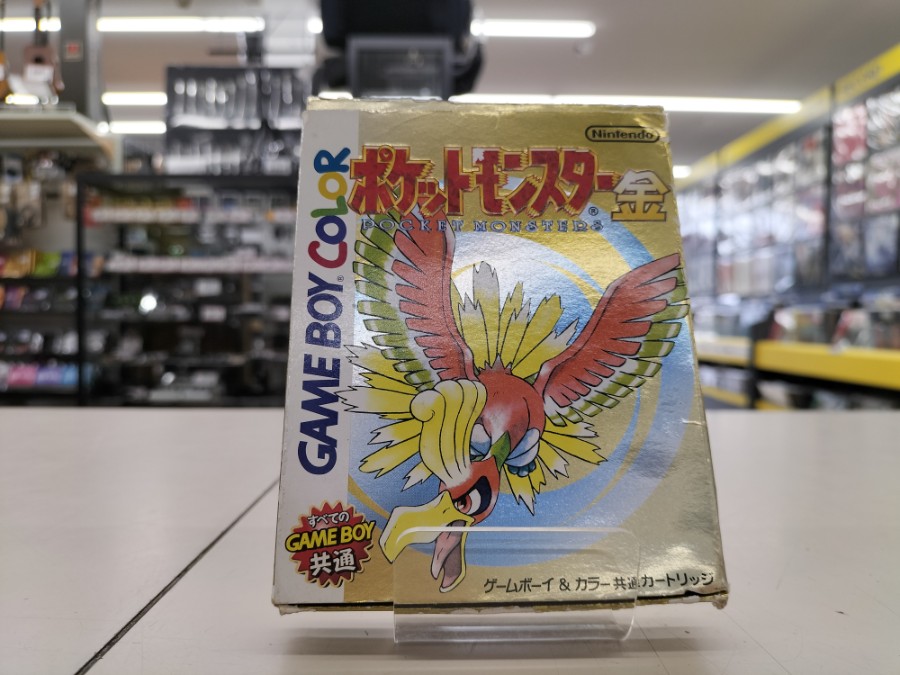 Nintendo
ポケットモンスター金
POCKET MONSTERS®
GAME BOY COLOR
すべての
GAME BOY
共通
ゲームボーイ & カラー共通カートリッジ